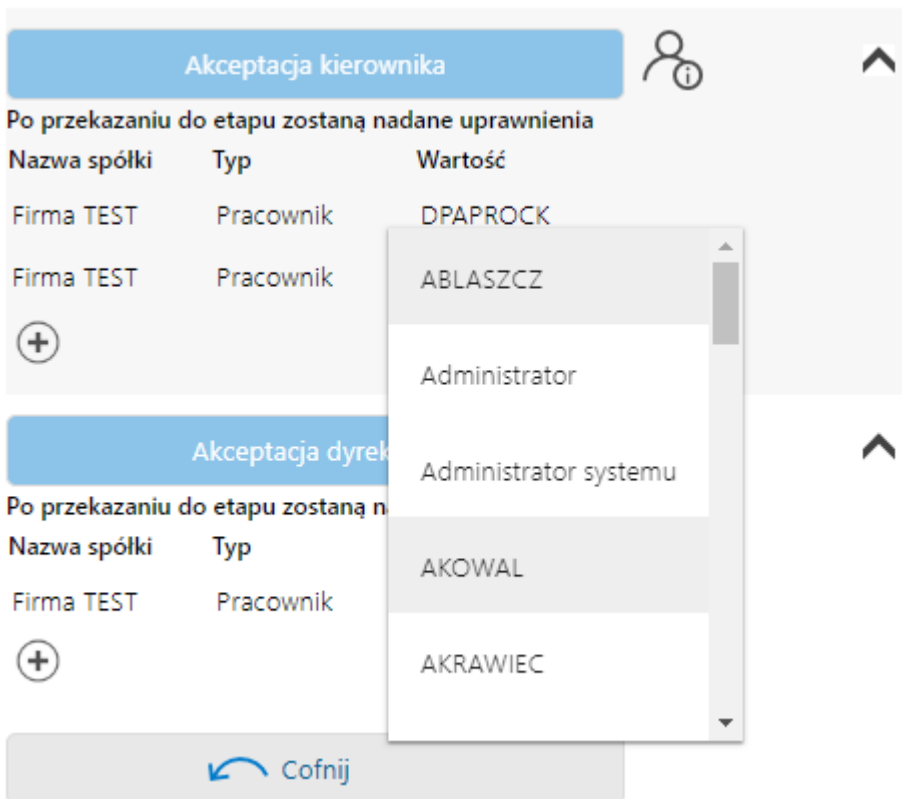 Akceptacja kierownika
Po przekazaniu do etapu zostaną nadane uprawnienia
Nazwa spółki Typ Wartość
Firma TEST Pracownik DPAPROCK
Firma TEST Pracownik
ABLASZCZ
Administrator
Administrator systemu
AKOWAL
AKRAWIEC
Akceptacja dyrek
Po przekazaniu do etapu zostaną n
Nazwa spółki Typ
Firma TEST Pracownik
Cofnij